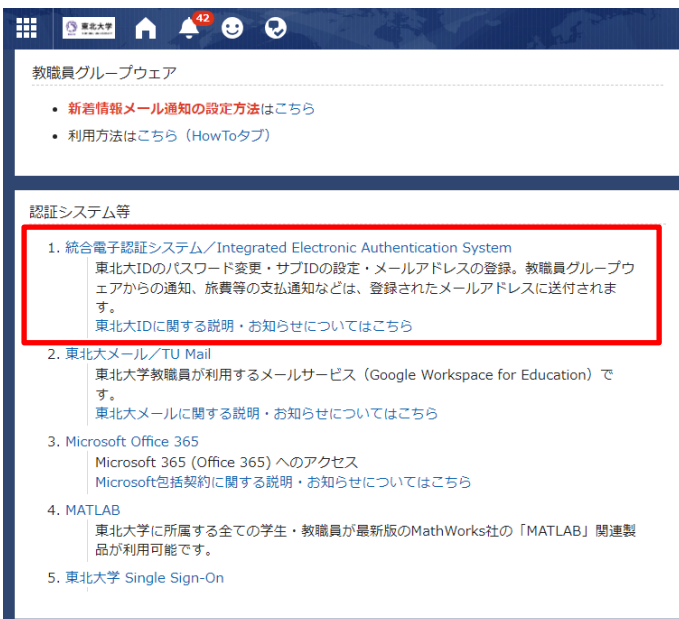 東北大学
42
教職員グループウェア
• 新着情報メール通知の設定方法はこちら
• 利用方法はこちら（HowToタブ）
認証システム等
1. 統合電子認証システム／Integrated Electronic Authentication System
東北大IDのパスワード変更・サブIDの設定・メールアドレスの登録。教職員グループウ
ェアからの通知、旅費等の支払通知などは、登録されたメールアドレスに送付されま
す。
東北大IDに関する説明・お知らせについてはこちら
2. 東北大メール／TU Mail
東北大学教職員が利用するメールサービス（Google Workspace for Education）で
す。
東北大メールに関する説明・お知らせについてはこちら
3. Microsoft Office 365
Microsoft 365 (Office 365) へのアクセス
Microsoft包括契約に関する説明・お知らせについてはこちら
4. MATLAB
東北大学に所属する全ての学生・教職員が最新版のMathWorks社の「MATLAB」関連製
品が利用可能です。
5. 東北大学 Single Sign-On